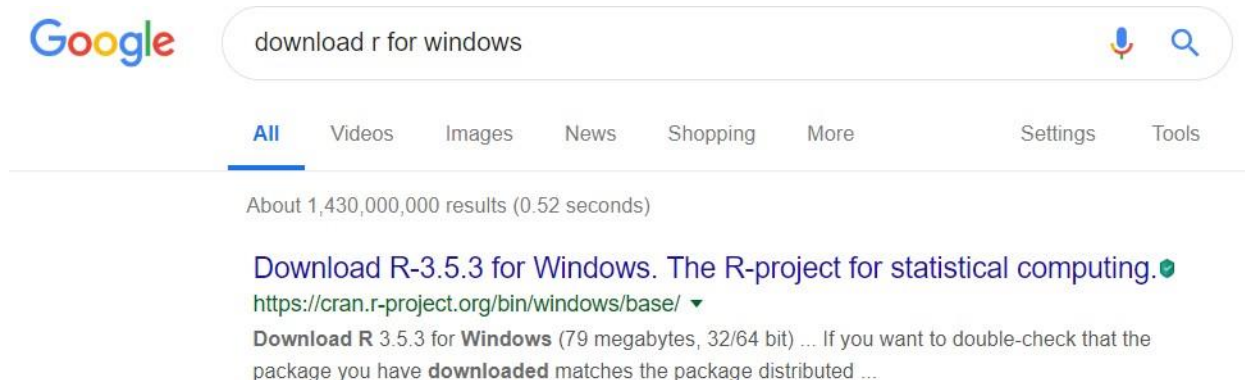 Google
download r for windows
All Videos Images News Shopping More Settings Tools
About 1,430,000,000 results (0.52 seconds)
Download R-3.5.3 for Windows. The R-project for statistical computing.
https://cran.r-project.org/bin/windows/base/
Download R 3.5.3 for Windows (79 megabytes, 32/64 bit) ... If you want to double-check that the
package you have downloaded matches the package distributed ...